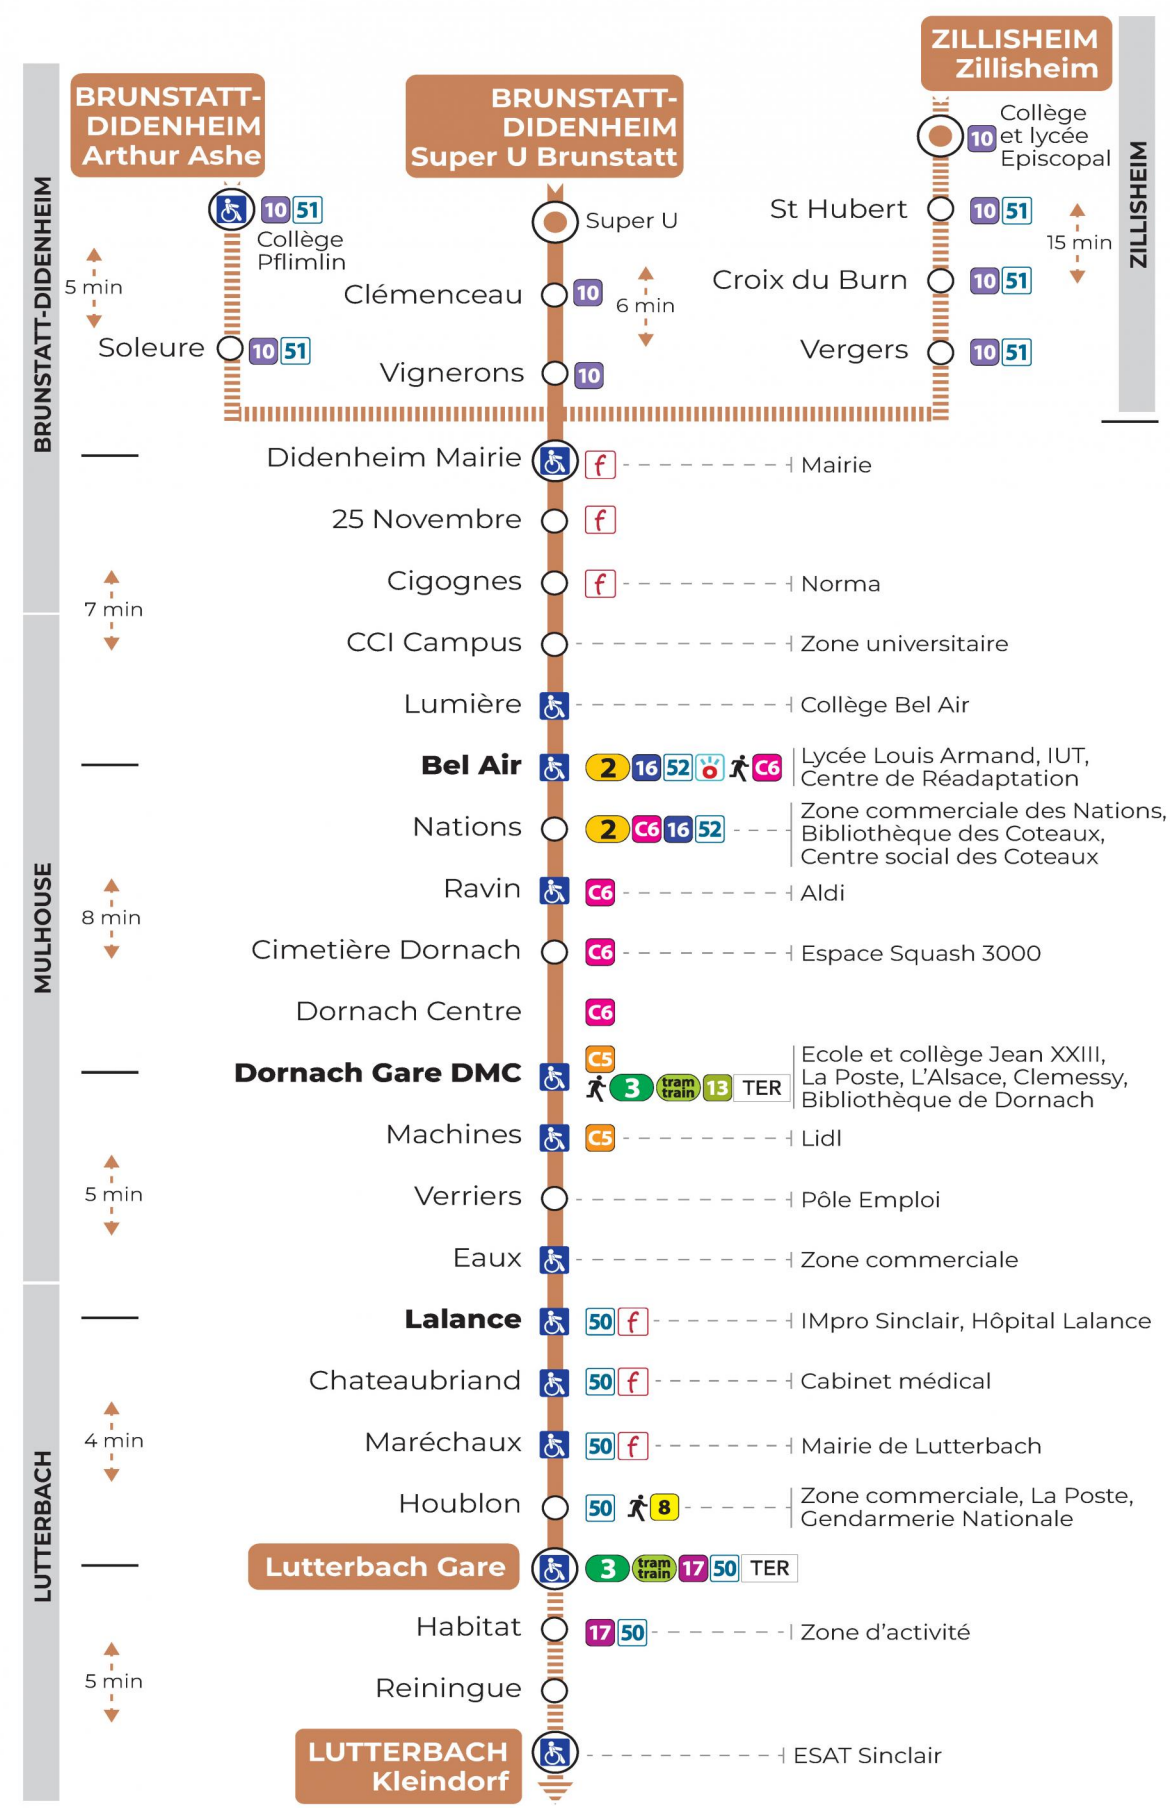 ZILLISHEIM
Zillisheim
BRUNSTATT-
DIDENHEIM
Arthur Ashe
BRUNSTATT-
DIDENHEIM
Super U Brunstatt
10 Collège
et lycée
Episcopal
ZILLISHEIM
BRUNSTATT-DIDENHEIM
10 51
Collège
Pflimlin
Super U
St Hubert 10 51
15 min
5 min
Clémenceau 10
6 min
Croix du Burn 10 51
Soleure 10 51
Vignerons 10
Vergers 10 51
Didenheim Mairie f Mairie
25 Novembre f
Cigognes f Norma
7 min
CCI Campus Zone universitaire
Lumière Collège Bel Air
MULHOUSE
Bel Air 2 16 52 C6 Lycée Louis Armand, IUT,
Centre de Réadaptation
Nations 2 C6 16 52 Zone commerciale des Nations,
Bibliothèque des Coteaux,
Centre social des Coteaux
Ravin C6 Aldi
8 min
Cimetière Dornach C6 Espace Squash 3000
Dornach Centre C6
Dornach Gare DMC C5
3 tram train 13 TER
Ecole et collège Jean XXIII,
La Poste, L'Alsace, Clemessy,
Bibliothèque de Dornach
Machines C5 Lidl
5 min
Verriers Pôle Emploi
Eaux Zone commerciale
LUTTERBACH
Lalance 50 f IMpro Sinclair, Hôpital Lalance
Chateaubriand 50 f Cabinet médical
4 min
Maréchaux 50 f Mairie de Lutterbach
Houblon 50 8 Zone commerciale, La Poste,
Gendarmerie Nationale
Lutterbach Gare 3 tram train 17 50 TER
Habitat 17 50 Zone d'activité
5 min
Reiningue
LUTTERBACH
Kleindorf
ESAT Sinclair